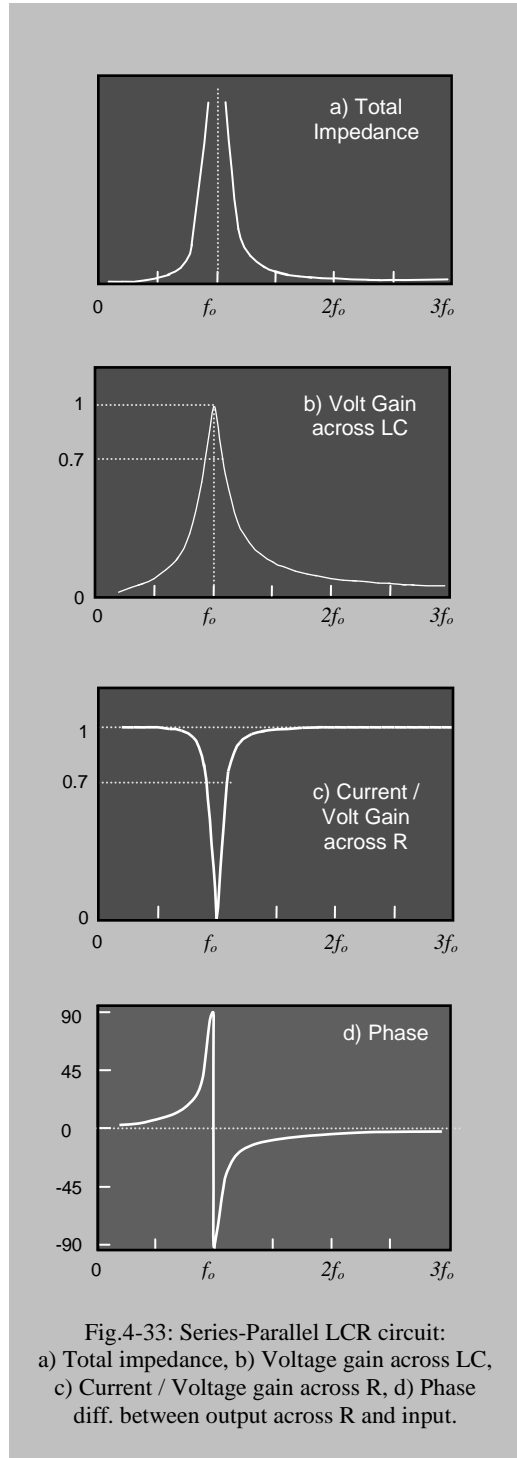 a) Total
Impedance
0 fo 2fo 3fo
b) Volt Gain
across LC
1
0.7
0
0 fo 2fo 3fo
1
0.7
c) Current /
Volt Gain
across R
0
0 fo 2fo 3fo
90
d) Phase
45
0
-45
-90
0 fo 2fo 3fo
Fig.4-33: Series-Parallel LCR circuit:
a) Total impedance, b) Voltage gain across LC,
c) Current / Voltage gain across R, d) Phase
diff. between output across R and input.